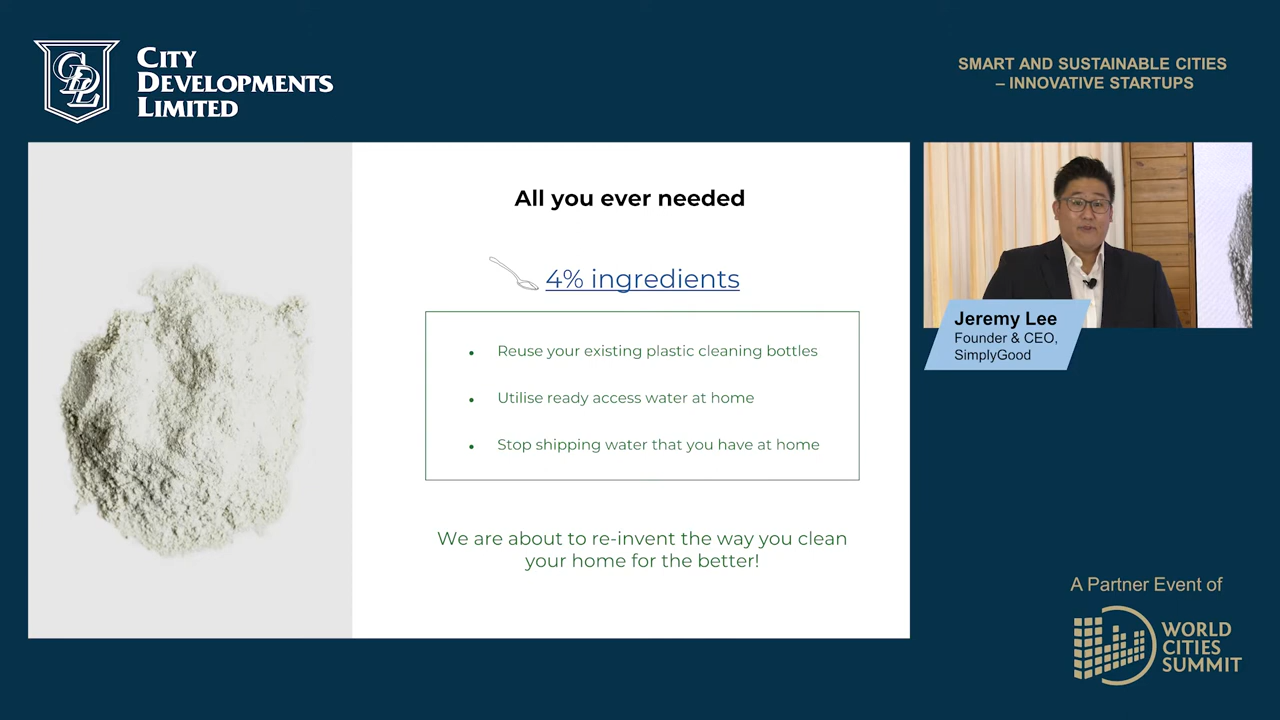 CITY
DEVELOPMENTS
LIMITED
CDL
SMART AND SUSTAINABLE CITIES
– INNOVATIVE STARTUPS
All you ever needed
4% ingredients
• Reuse your existing plastic cleaning bottles
• Utilise ready access water at home
• Stop shipping water that you have at home
We are about to re-invent the way you clean
your home for the better!
Jeremy Lee
Founder & CEO,
SimplyGood
A Partner Event of
WORLD
CITIES
SUMMIT